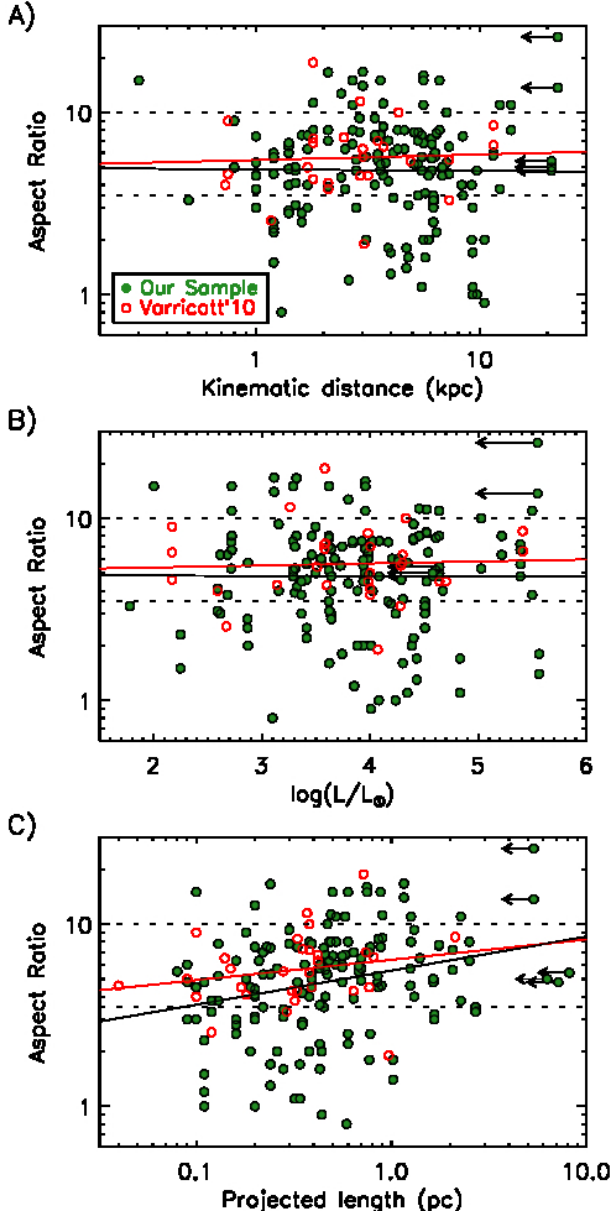 A)
10
1
Aspect Ratio
Our Sample
Varricatt'10
1
10
Kinematic distance (kpc)
B)
10
1
Aspect Ratio
2
3
4
5
6
log(L/L⊙)
C)
10
1
Aspect Ratio
0.1
1.0
10.0
Projected length (pc)